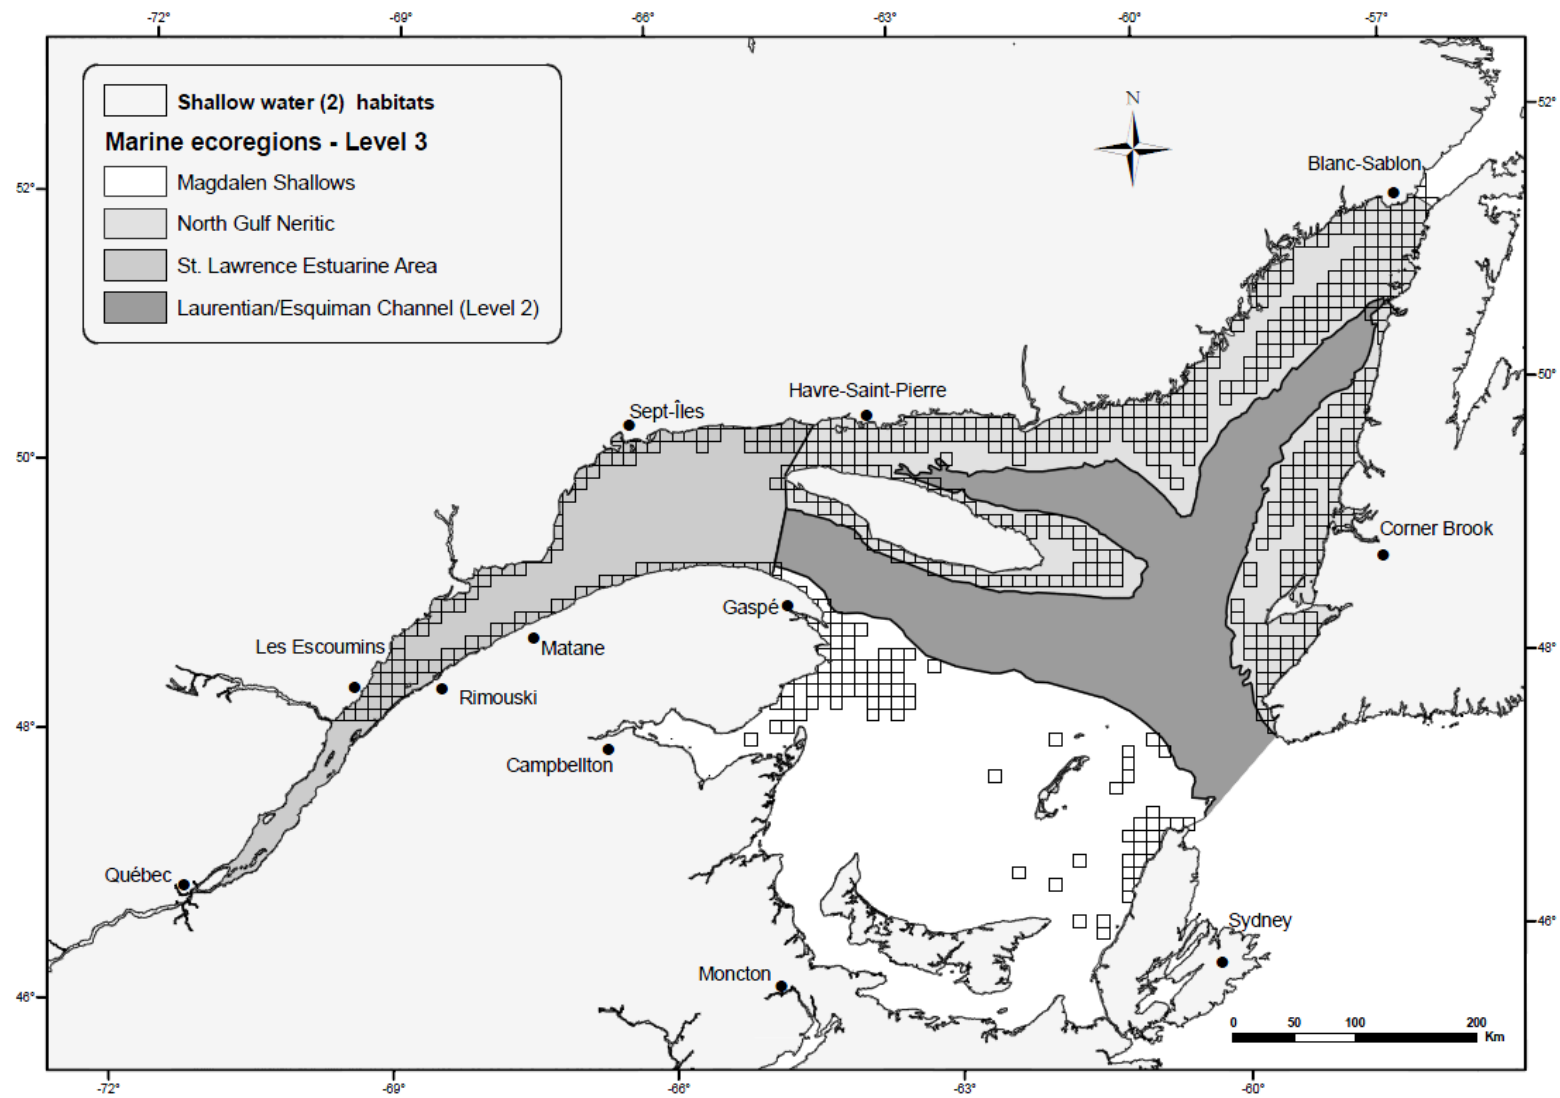 -72° -69° -66° -63° -60° -57°
Shallow water (2) habitats
Marine ecoregions - Level 3
Magdalen Shallows
North Gulf Neritic
St. Lawrence Estuarine Area
Laurentian/Esquiman Channel (Level 2)
N
52°
Blanc-Sablon
52°
50°
Havre-Saint-Pierre
Sept-Îles
50°
Corner Brook
Gaspé
Les Escoumins
Matane
48°
Rimouski
48°
Campbellton
Québec
Sydney
46°
Moncton
46°
0 50 100 200
Km
-72° -69° -66° -63° -60°